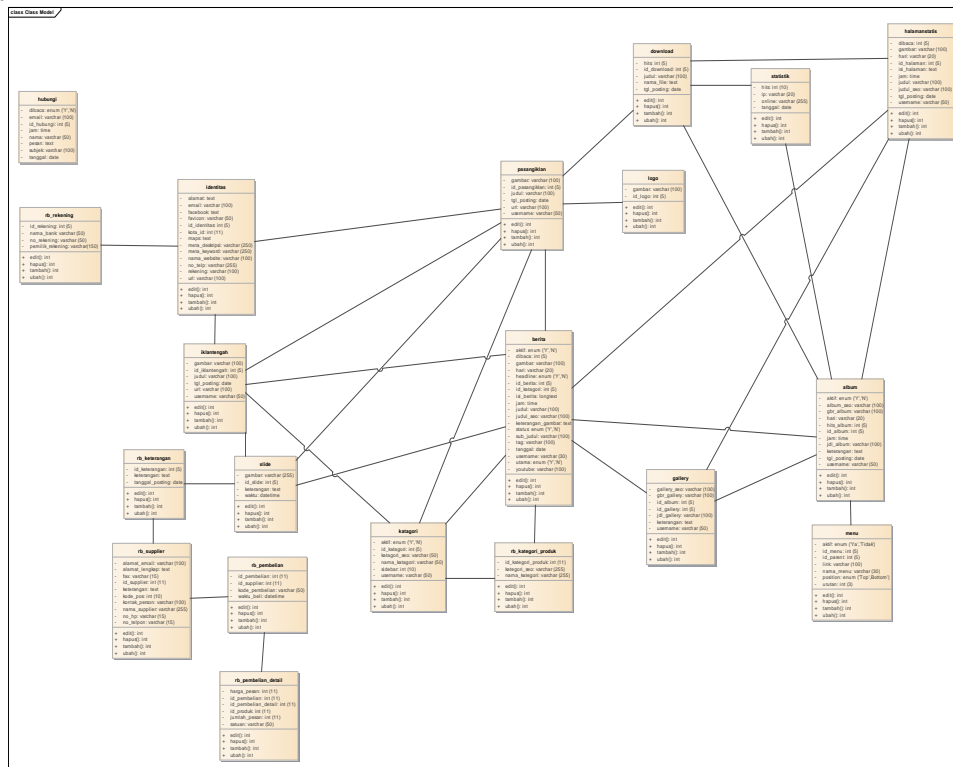 class Class Model
hubungi
- dibaca: enum ('Y','N')
- email: varchar (100)
- id_hubungi: int (5)
- jam: time
- nama: varchar (50)
- pesan: text
- subjek: varchar (100)
- tanggal: date
rb_rekening
- id_rekening: int (5)
- nama_bank: varchar (50)
- no_rekening: varchar (50)
- pemilik_rekening: varchar(150)
+ edit(): int
+ hapus(): int
+ tambah(): int
+ ubah(): int
identitas
- alamat: text
- email: varchar (100)
- facebook: text
- favicon: varchar (50)
- id_identitas: int (5)
- kota_id: int (11)
- maps: text
- meta_deskripsi: varchar (250)
- meta_keyword: varchar (250)
- nama_website: varchar (100)
- no_telp: varchar (255)
- rekening: varchar (100)
- url: varchar (100)
+ edit(): int
+ hapus(): int
+ tambah(): int
+ ubah(): int
iklantengah
- gambar: varchar (100)
- id_iklantengah: int (5)
- judul: varchar (100)
- tgl_posting: date
- url: varchar (100)
- username: varchar (50)
+ edit(): int
+ hapus(): int
+ tambah(): int
+ ubah(): int
rb_keterangan
- id_keterangan: int (5)
- keterangan: text
- tanggal_posting: date
+ edit(): int
+ hapus(): int
+ tambah(): int
+ ubah(): int
slide
- gambar: varchar (255)
- id_slide: int (5)
- keterangan: text
- waktu: datetime
+ edit(): int
+ hapus(): int
+ tambah(): int
+ ubah(): int
rb_supplier
- alamat_email: varchar (100)
- alamat_lengkap: text
- fax: varchar (15)
- id_supplier: int (11)
- keterangan: text
- kode_pos: int (10)
- kontak_person: varchar (100)
- nama_supplier: varchar (255)
- no_hp: varchar (15)
- no_telpon: varchar (15)
+ edit(): int
+ hapus(): int
+ tambah(): int
+ ubah(): int
rb_pembelian
- id_pembelian: int (11)
- id_supplier: int (11)
- kode_pembelian: varchar (50)
- waktu_beli: datetime
+ edit(): int
+ hapus(): int
+ tambah(): int
+ ubah(): int
rb_pembelian_detail
- harga_pesan: int (11)
- id_pembelian: int (11)
- id_pembelian_detail: int (11)
- id_produk: int (11)
- jumlah_pesan: int (11)
- satuan: varchar (50)
+ edit(): int
+ hapus(): int
+ tambah(): int
+ ubah(): int
pasangiklan
- gambar: varchar (100)
- id_pasangiklan: int (5)
- judul: varchar (100)
- tgl_posting: date
- url: varchar (100)
- username: varchar (50)
+ edit(): int
+ hapus(): int
+ tambah(): int
+ ubah(): int
berita
- aktif: enum ('Y','N')
- dibaca: int (5)
- gambar: varchar (100)
- hari: varchar (20)
- headline: enum ('Y','N')
- id_berita: int (5)
- id_kategori: int (5)
- isi_berita: longtext
- jam: time
- judul: varchar (100)
- judul_seo: varchar (100)
- keterangan_gambar: text
- status: enum ('Y','N')
- sub_judul: varchar (100)
- tag: varchar (100)
- tanggal: date
- username: varchar (30)
- utama: enum ('Y','N')
- youtube: varchar (100)
+ edit(): int
+ hapus(): int
+ tambah(): int
+ ubah(): int
katagori
- aktif: enum ('Y','N')
- id_kategori: int (5)
- kategori_seo: varchar (50)
- nama_kategori: varchar (50)
- sidebar: int (10)
- username: varchar (50)
+ edit(): int
+ hapus(): int
+ tambah(): int
+ ubah(): int
rb_kategori_produk
- id_kategori_produk: int (11)
- kategori_seo: varchar (255)
- nama_kategori: varchar (255)
+ edit(): int
+ hapus(): int
+ tambah(): int
+ ubah(): int
download
- hits: int (5)
- id_download: int (5)
- judul: varchar (100)
- nama_file: text
- tgl_posting: date
+ edit(): int
+ hapus(): int
+ tambah(): int
+ ubah(): int
logo
- gambar: varchar (100)
- id_logo: int (5)
+ edit(): int
+ hapus(): int
+ tambah(): int
+ ubah(): int
statistik
- hits: int (10)
- ip: varchar (20)
- online: varchar (255)
- tanggal: date
+ edit(): int
+ hapus(): int
+ tambah(): int
+ ubah(): int
halamanstatis
- dibaca: int (5)
- gambar: varchar (100)
- hari: varchar (20)
- id_halaman: int (5)
- isi_halaman: text
- jam: time
- judul: varchar (100)
- judul_seo: varchar (100)
- tgl_posting: date
- username: varchar (50)
+ edit(): int
+ hapus(): int
+ tambah(): int
+ ubah(): int
gallery
- gallery_seo: varchar (100)
- gbr_gallery: varchar (100)
- id_album: int (5)
- id_gallery: int (5)
- jdl_gallery: varchar (100)
- keterangan: text
- username: varchar (50)
+ edit(): int
+ hapus(): int
+ tambah(): int
+ ubah(): int
album
- aktif: enum ('Y','N')
- album_seo: varchar (100)
- gbr_album: varchar (100)
- hari: varchar (20)
- hits_album: int (5)
- id_album: int (5)
- jam: time
- jdl_album: varchar (100)
- keterangan: text
- tgl_posting: date
- username: varchar (50)
+ edit(): int
+ hapus(): int
+ tambah(): int
+ ubah(): int
menu
- aktif: enum ('Ya','Tidak)
- id_menu: int (5)
- id_parent: int (5)
- link: varchar (100)
- nama_menu: varchar (30)
- position: enum ('Top','Bottom')
- urutan: int (3)
+ edit(): int
+ hapus(): int
+ tambah(): int
+ ubah(): int